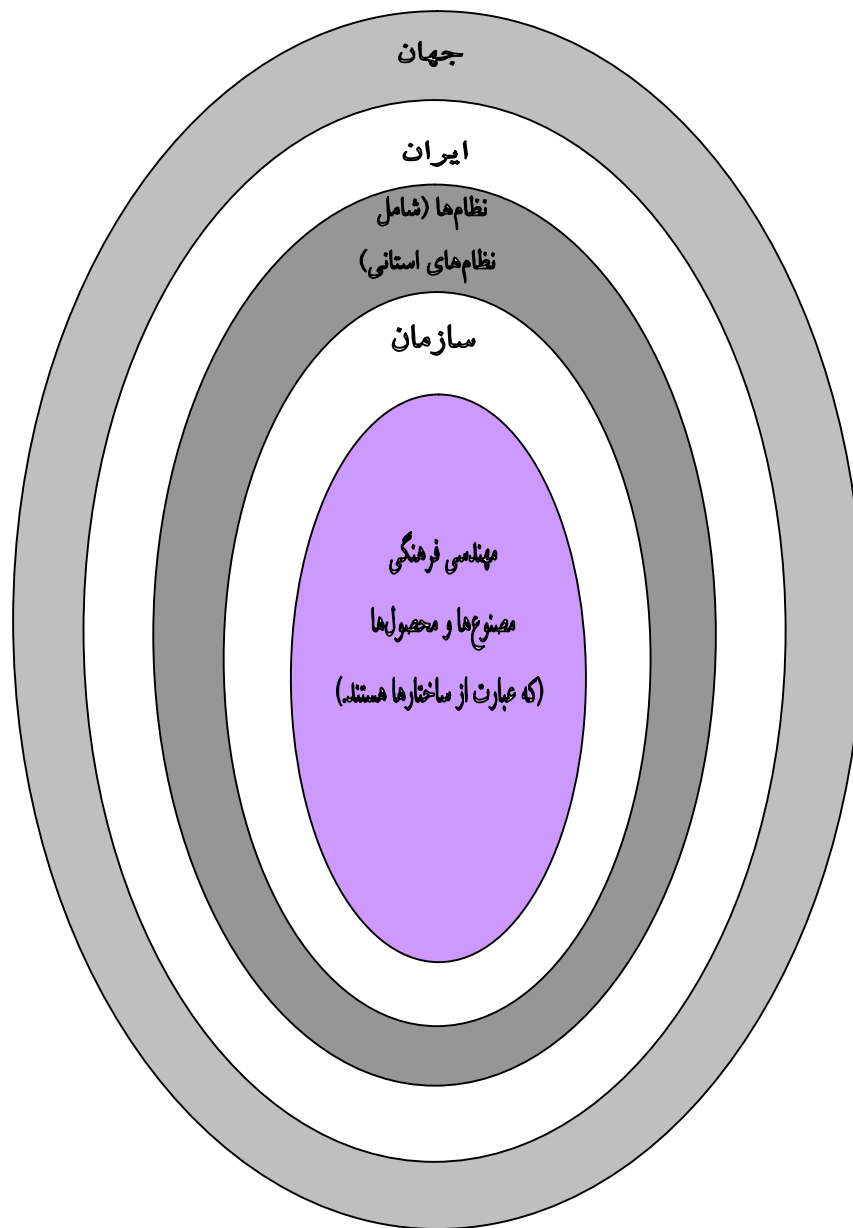 جهان
ایران
نظام‌ها (شامل
نظام‌های استانی)
سازمان
مهندسی فرهنگی
مصنوع‌ها و محصول‌ها
(که عبارت از ساختارها هستند.)